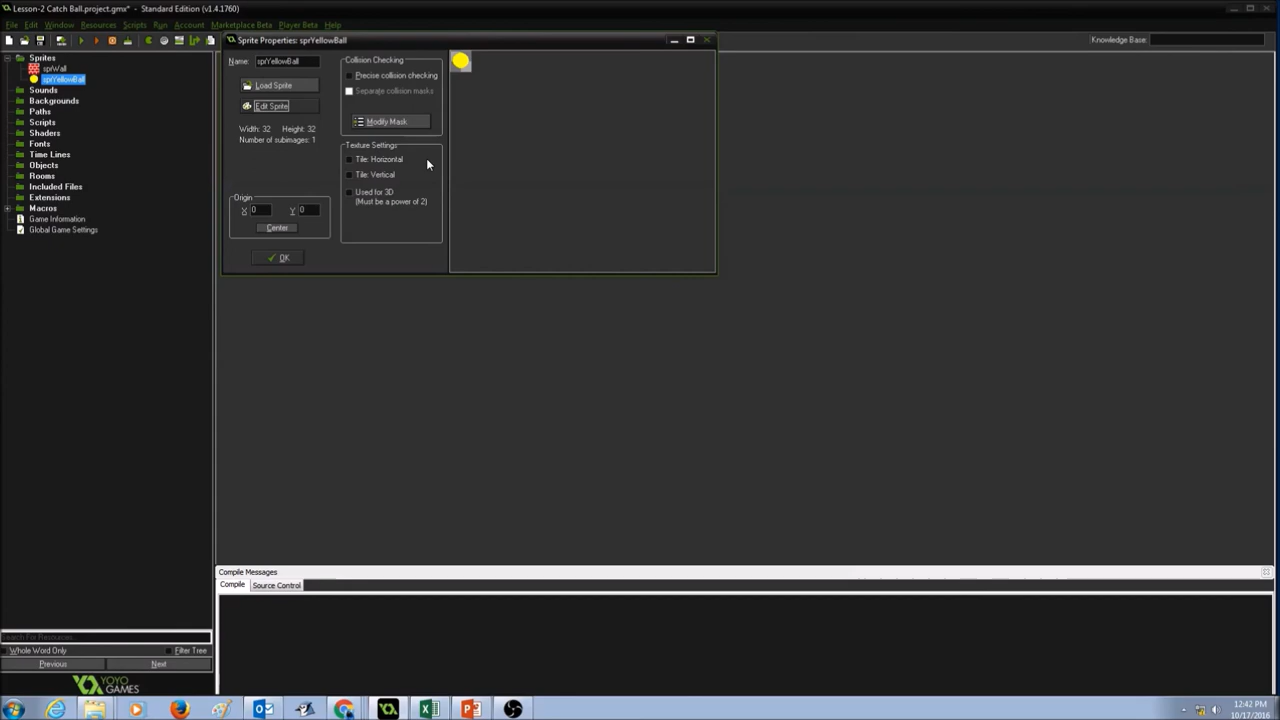 Lesson-2 Catch Ball.project.gmx* - Standard Edition (v1.4.1760)
File Edit Window Resources Scripts Run Account Marketplace Beta Player Beta Help
Knowledge Base:
Sprites
sprWall
sprYellowBall
Sounds
Backgrounds
Paths
Scripts
Shaders
Fonts
Time Lines
Objects
Rooms
Included Files
Extensions
Macros
Game Information
Global Game Settings
Sprite Properties: sprYellowBall
Name: sprYellowBall
Load Sprite
Edit Sprite
Width: 32 Height: 32
Number of subimages: 1
Origin
X 0 Y 0
Center
OK
Collision Checking
Precise collision checking
Separate collision masks
Modify Mask
Texture Settings
Tile: Horizontal
Tile: Vertical
Used for 3D
(Must be a power of 2)
Compile Messages
Compile Source Control
Search For Resources
Whole Word Only Filter Tree
Previous Next
YOYO
GAMES
12:42 PM
10/17/2016